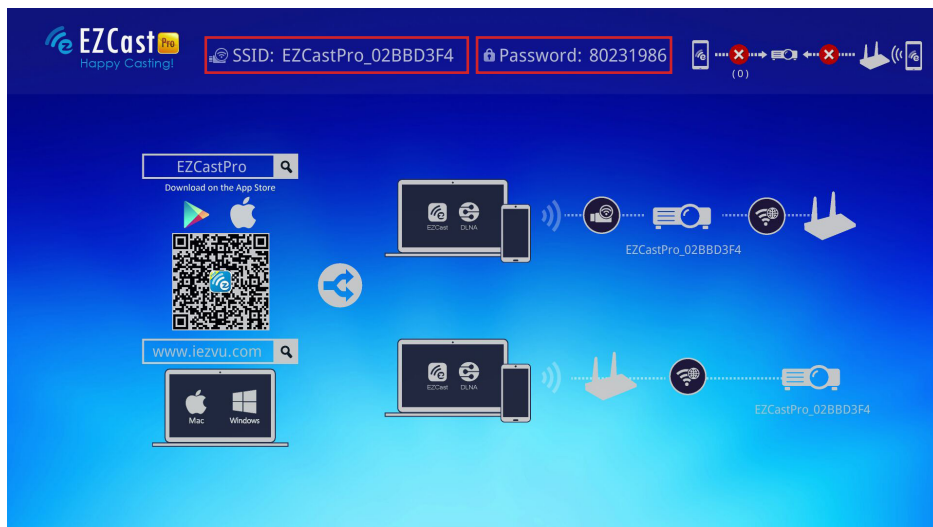 EZCast Pro
Happy Casting!
SSID: EZCastPro_02BBD3F4
Password: 80231986
(0)
EZCastPro
Download on the App Store
EZCast DLNA
EZCastPro_02BBD3F4
www.iezvu.com
Mac Windows
EZCast DLNA
EZCastPro_02BBD3F4